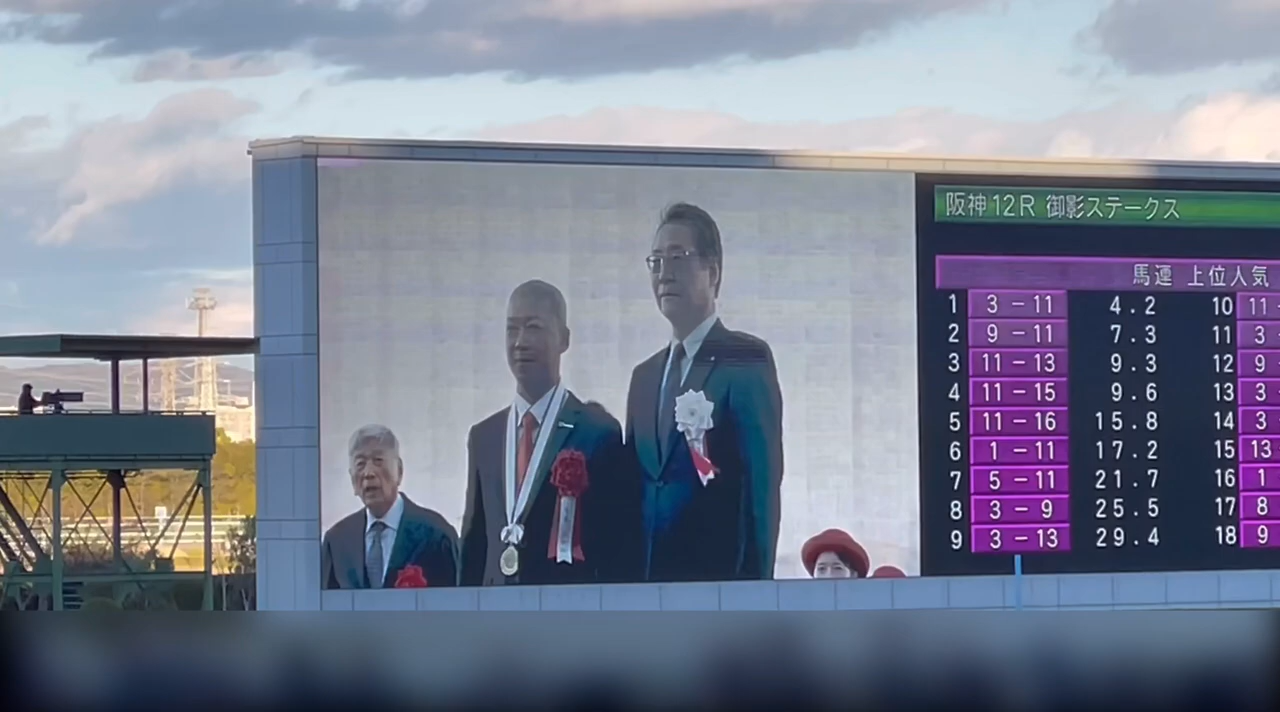 阪神12R 御影ステークス
馬連 上位人気
1 3-11 4.2 10 11
2 9-11 7.3 11 3
3 11-13 9.3 12 9
4 11-15 9.6 13 3
5 11-16 15.8 14 3
6 1-11 17.2 15 13
7 5-11 21.7 16 1
8 3-9 25.5 17 8
9 3-13 29.4 18 9